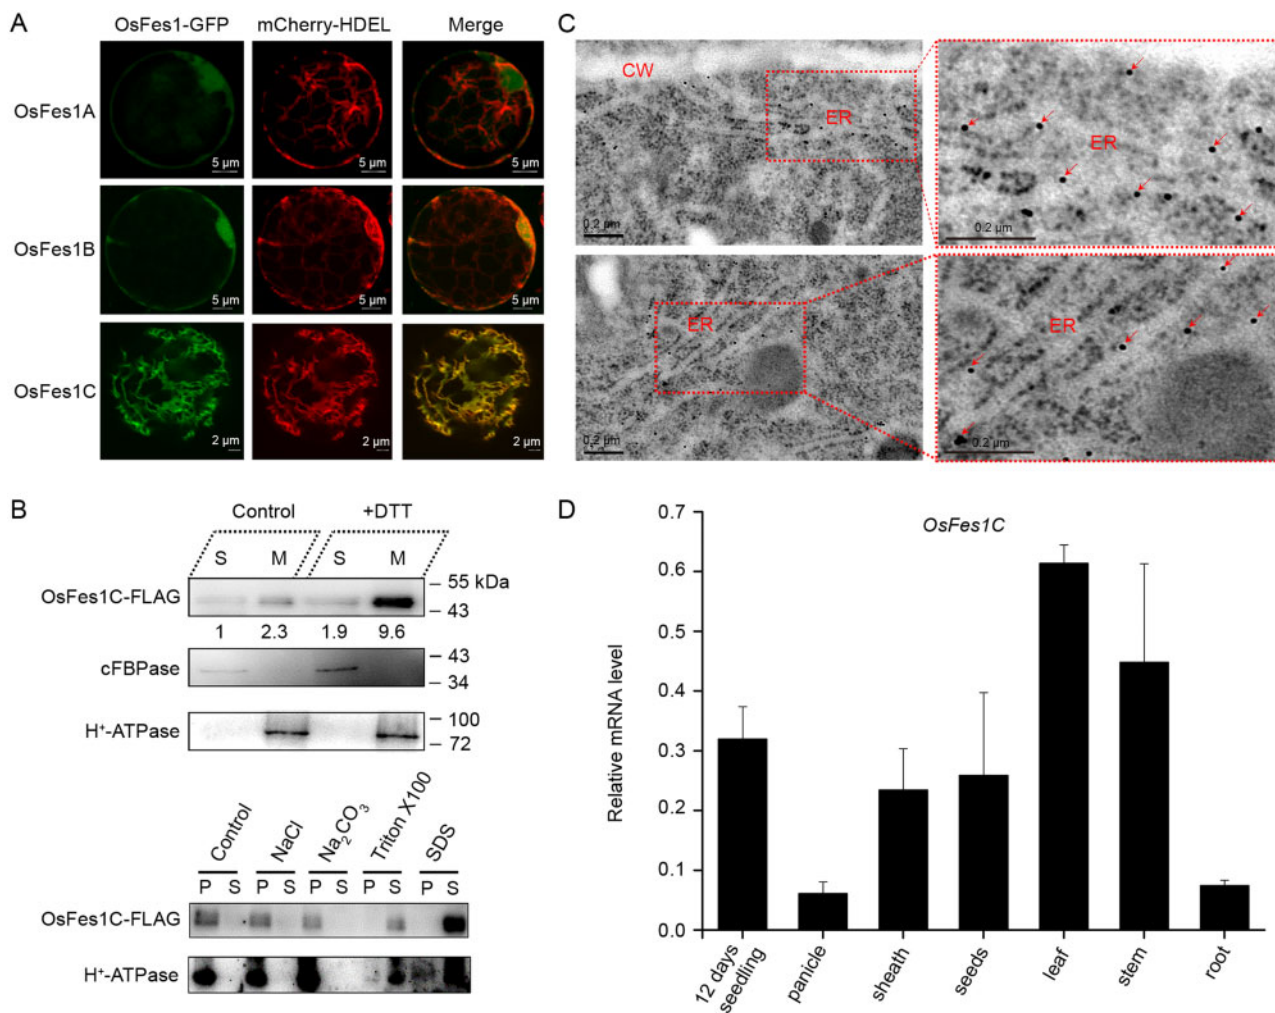 A
OsFes1-GFP mCherry-HDEL Merge
OsFes1A
5 µm 5 µm 5 µm
OsFes1B
5 µm 5 µm 5 µm
OsFes1C
2 µm 2 µm 2 µm
C
CW
ER
0.2 µm
ER
0.2 µm
ER
0.2 µm
ER
0.2 µm
B
Control +DTT
S M S M
OsFes1C-FLAG
55 kDa
43
1 2.3 1.9 9.6
cFBPase
43
34
H⁺-ATPase
100
72
Control NaCl Na₂CO₃ Triton X100 SDS
P S P S P S P S P S
OsFes1C-FLAG
H⁺-ATPase
D
OsFes1C
Relative mRNA level
0.7
0.6
0.5
0.4
0.3
0.2
0.1
0.0
12 days seedling
panicle
sheath
seeds
leaf
stem
root